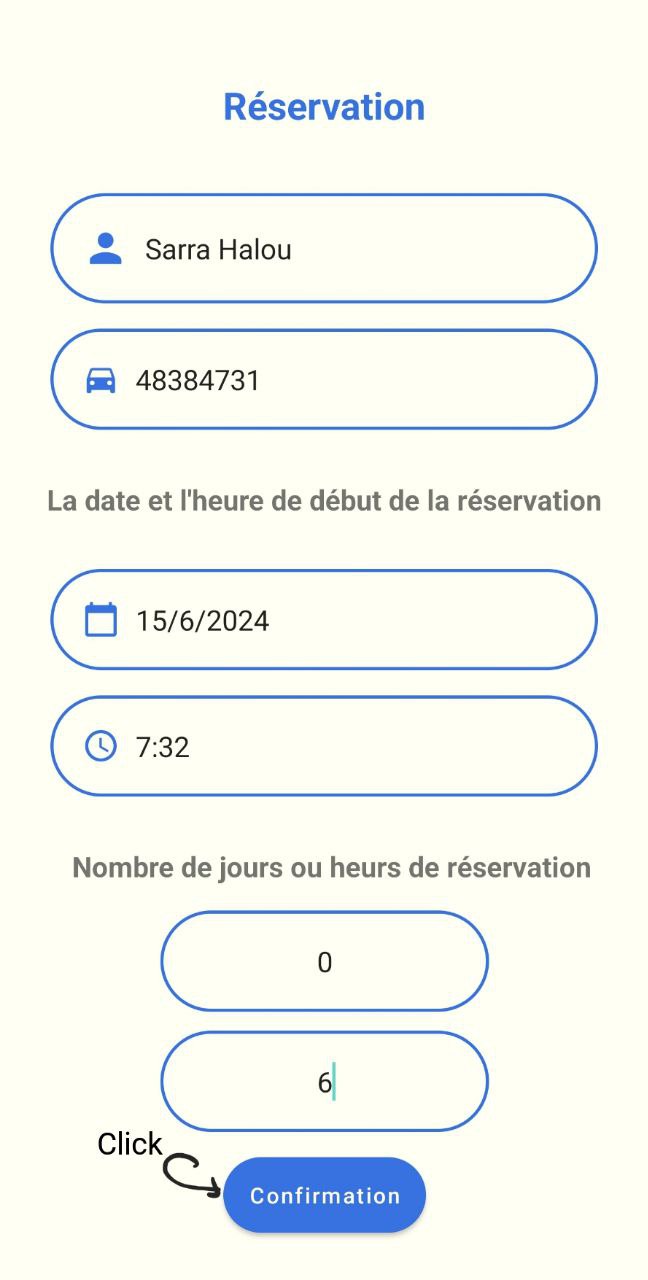 Réservation
Sarra Halou
48384731
La date et l'heure de début de la réservation
15/6/2024
7:32
Nombre de jours ou heurs de réservation
0
6
Click
Confirmation